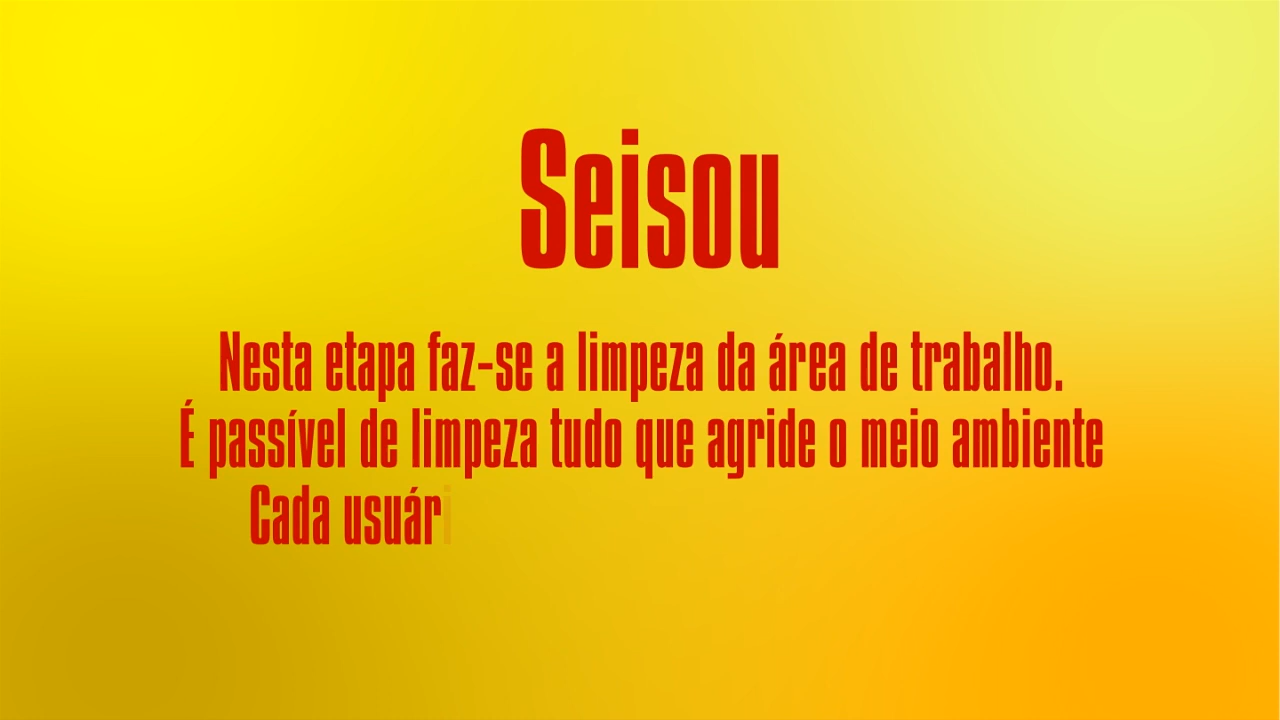 Seisou
Nesta etapa faz-se a limpeza da área de trabalho.
É passível de limpeza tudo que agride o meio ambiente
Cada usuári